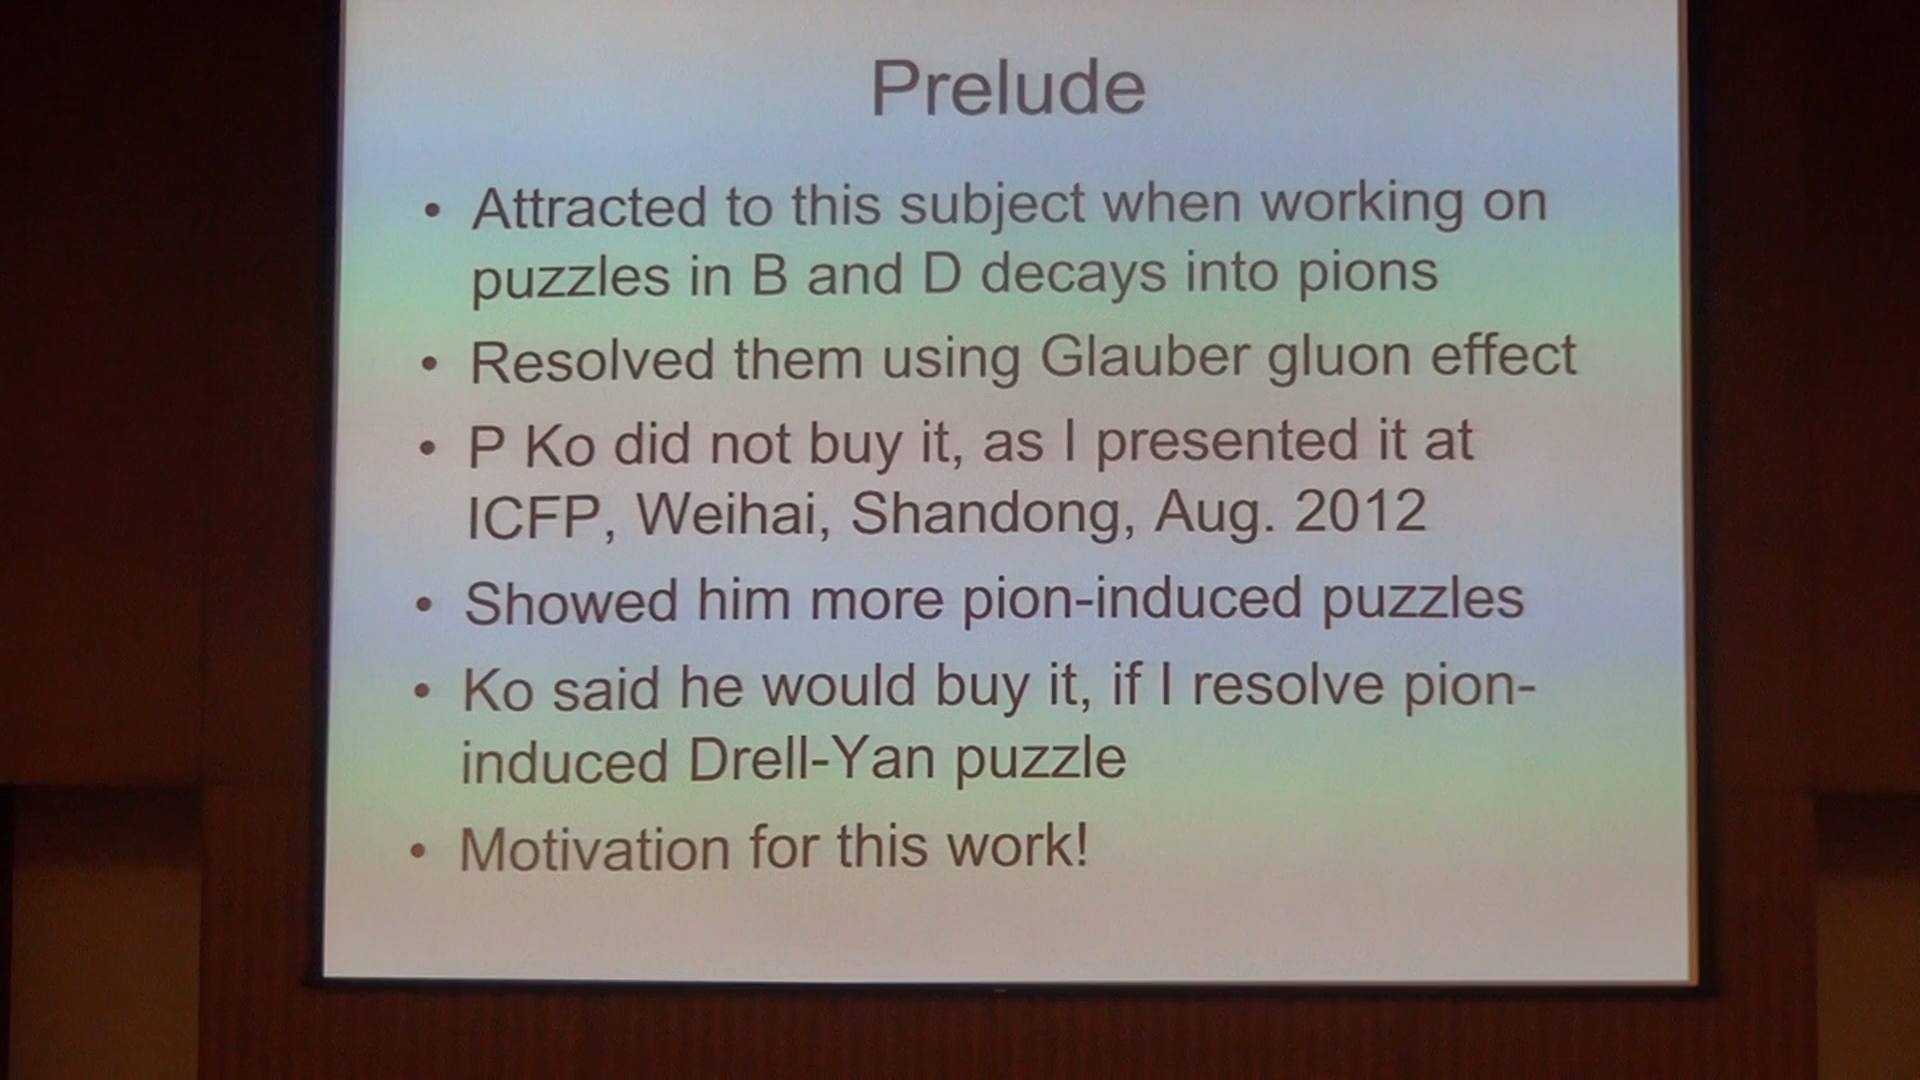 Prelude
• Attracted to this subject when working on
puzzles in B and D decays into pions
• Resolved them using Glauber gluon effect
• P Ko did not buy it, as I presented it at
ICFP, Weihai, Shandong, Aug. 2012
• Showed him more pion-induced puzzles
• Ko said he would buy it, if I resolve pion-
induced Drell-Yan puzzle
• Motivation for this work!